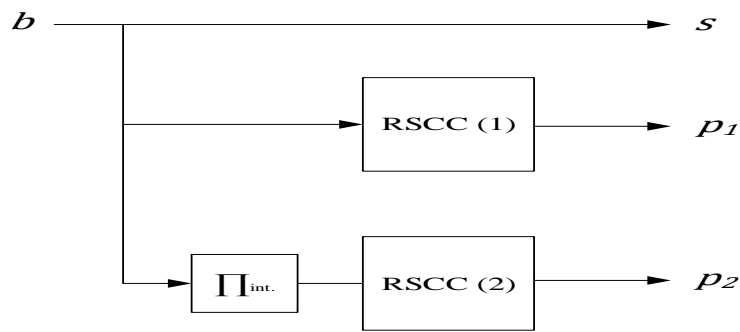 b s
RSCC (1) p₁
∏int. RSCC (2) p₂